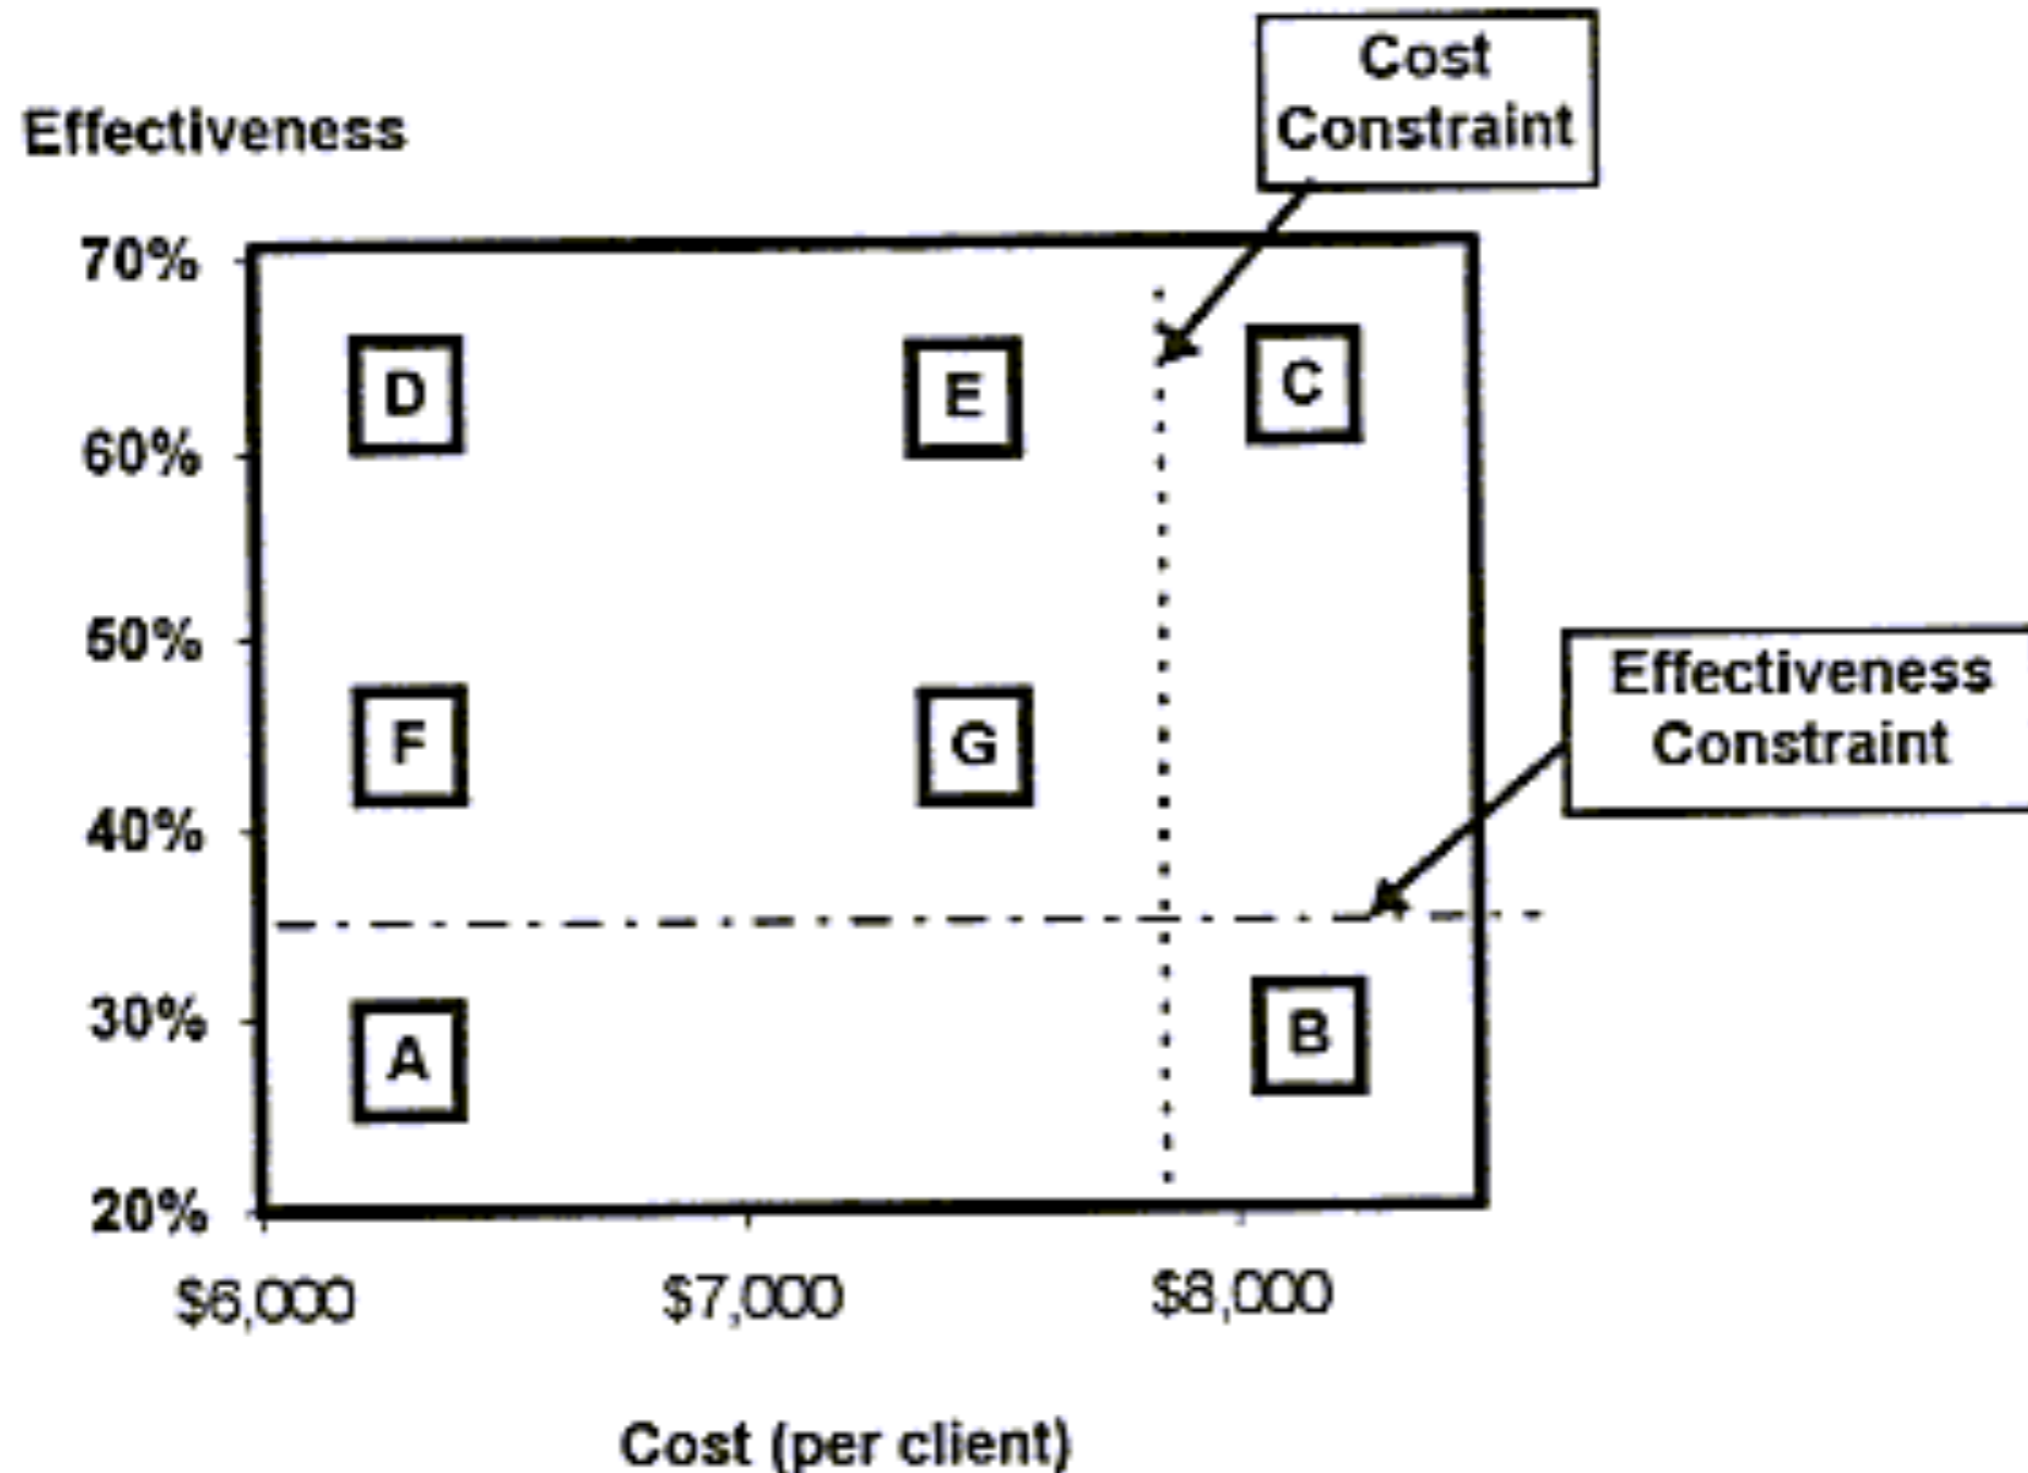 Cost
Constraint
Effectiveness
70%
D
E
C
60%
50%
Effectiveness
Constraint
F
G
40%
30%
A
B
20%
$6,000
$7,000
$8,000
Cost (per client)